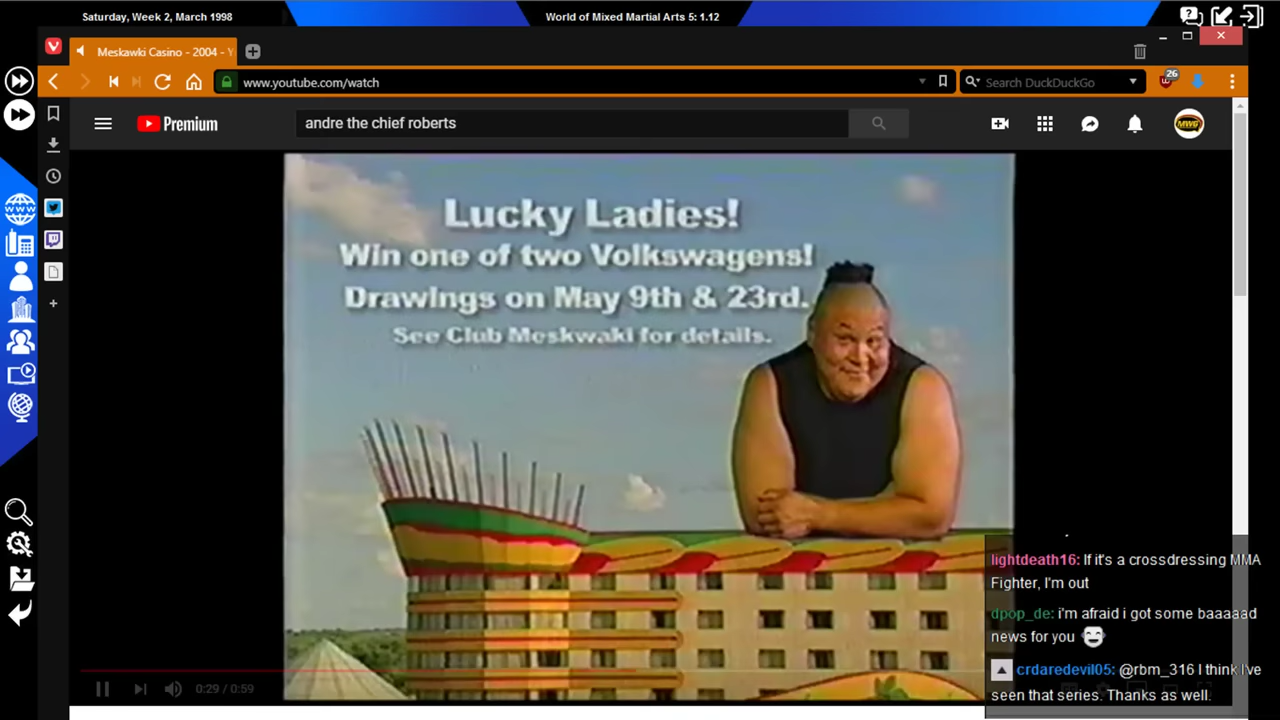 Saturday, Week 2, March 1998
World of Mixed Martial Arts 5: 1.12
Meskawki Casino - 2004 - Y
www.youtube.com/watch
Search DuckDuckGo
26
Premium
andre the chief roberts
MWG
Lucky Ladies!
Win one of two Volkswagens!
Drawings on May 9th & 23rd.
See Club Meskwaki for details.
WWW
lightdeath16: If it's a crossdressing MMA
Fighter, I'm out
dpop_de: i'm afraid i got some baaaaad
news for you
crdaredevil05: @rbm_316 I think I've
seen that series. Thanks as well.
0:29 / 0:59